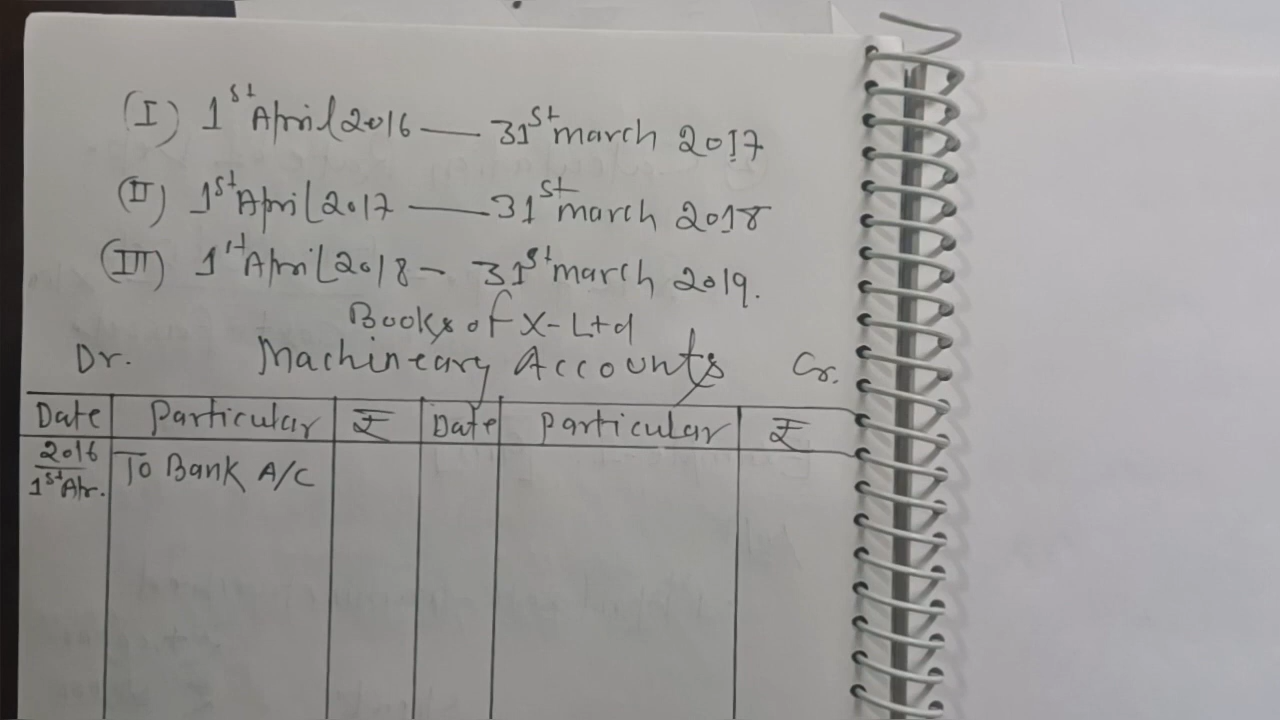 (I) 1st April 2016 — 31st march 2017
(II) 1st April 2017 — 31st march 2018
(III) 1st April 2018 - 31st march 2019.
Books of X-Ltd
Dr. Machineary Accounts Cr.
Date Particular ₹ Date Particular ₹
2016
1st Apr. To Bank A/C